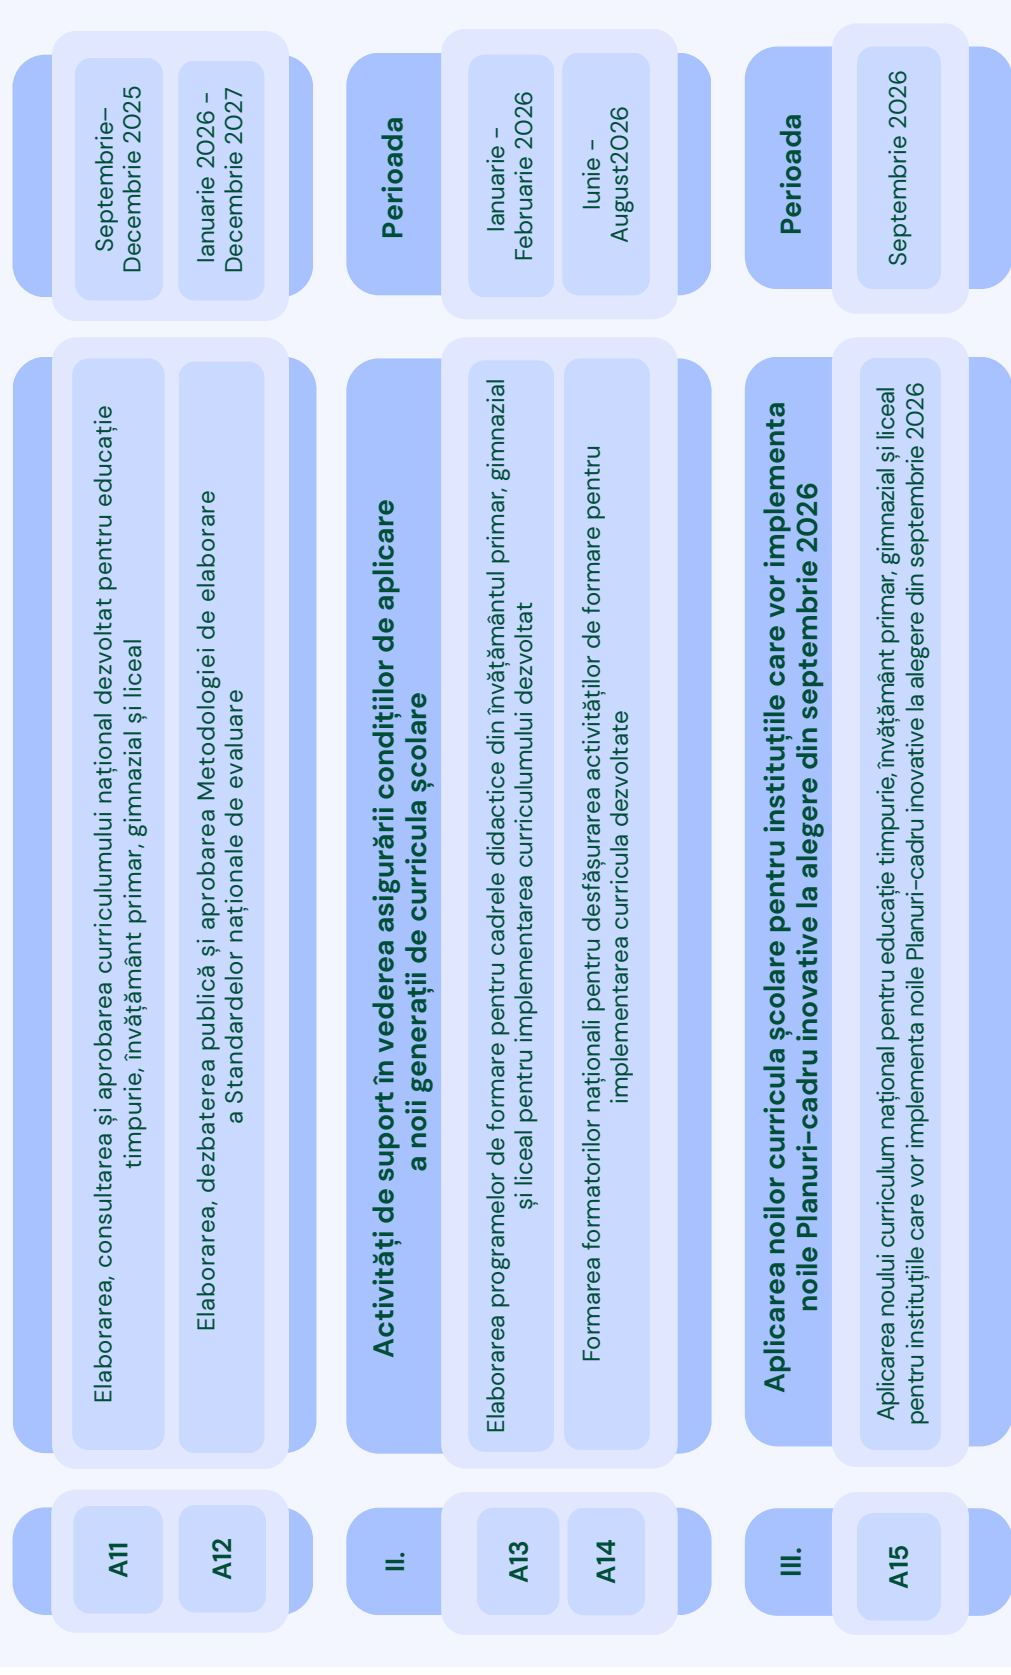 A11
Elaborarea, consultarea și aprobarea curriculumului național dezvoltat pentru educație
timpurie, învățământ primar, gimnazial și liceal
Septembrie–
Decembrie 2025
A12
Elaborarea, dezbaterea publică și aprobarea Metodologiei de elaborare
a Standardelor naționale de evaluare
Ianuarie 2026 -
Decembrie 2027
II.
Activități de suport în vederea asigurării condițiilor de aplicare
a noii generații de curricula școlare
Perioada
A13
Elaborarea programelor de formare pentru cadrele didactice din învățământul primar, gimnazial
și liceal pentru implementarea curriculumului dezvoltat
Ianuarie -
Februarie 2026
A14
Formarea formatorilor naționali pentru desfășurarea activităților de formare pentru
implementarea curricula dezvoltate
Iunie -
August2026
III.
Aplicarea noilor curricula școlare pentru instituțiile care vor implementa
noile Planuri-cadru inovative la alegere din septembrie 2026
Perioada
A15
Aplicarea noului curriculum național pentru educație timpurie, învățământ primar, gimnazial și liceal
pentru instituțiile care vor implementa noile Planuri-cadru inovative la alegere din septembrie 2026
Septembrie 2026